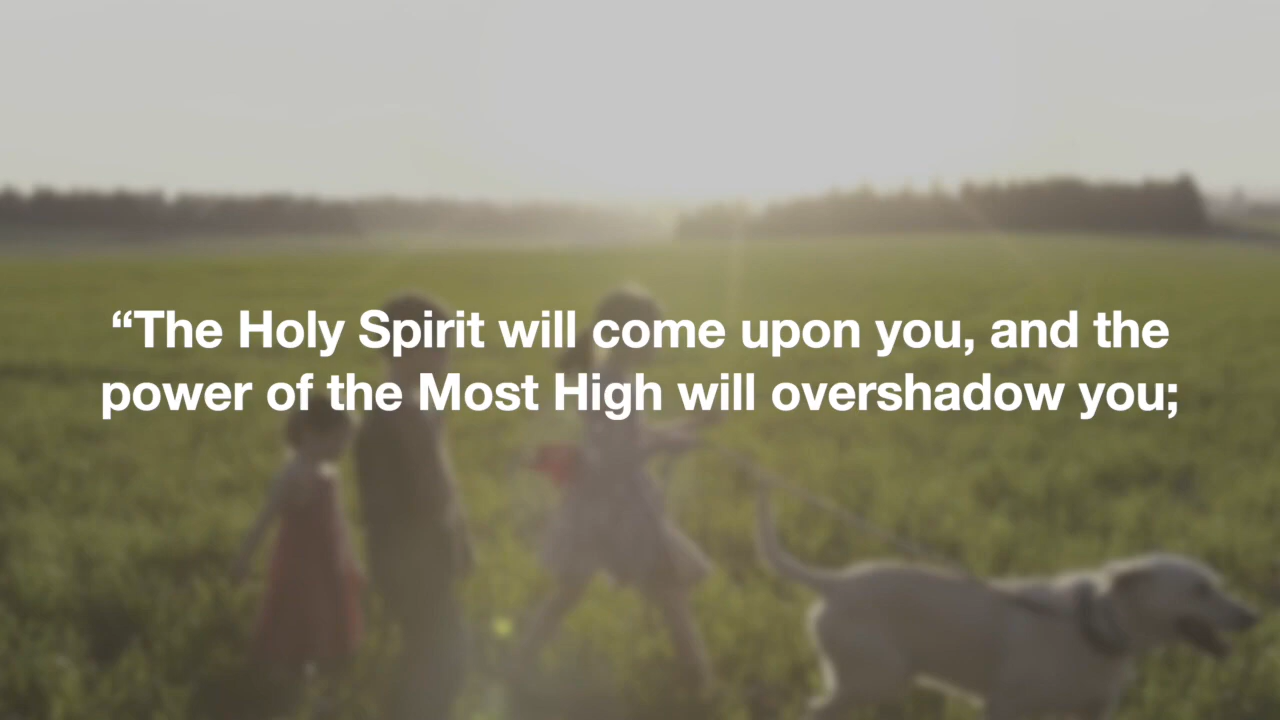 “The Holy Spirit will come upon you, and the
power of the Most High will overshadow you;